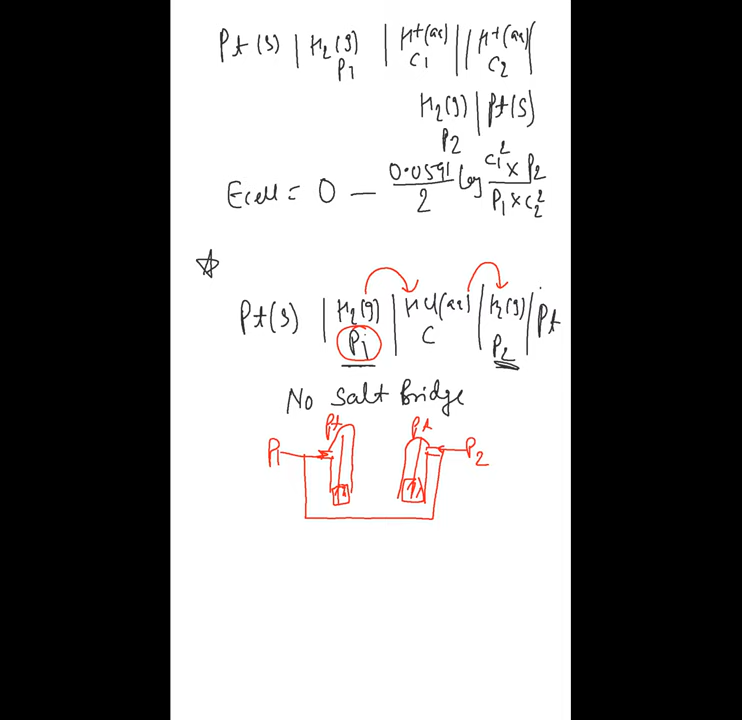 Pt(s) | H2(g) | H+(aq) || H+(aq) |
P1 C1 C2
H2(g) | Pt(s)
P2
Ecell = 0 — 0.0591/2 log C1² × P2 / P1 × C2²
☆
Pt(s) | H2(g) | HCl(aq) | H2(g) | Pt
P1 C P2
No salt bridge
Pt Pt
P1 P2